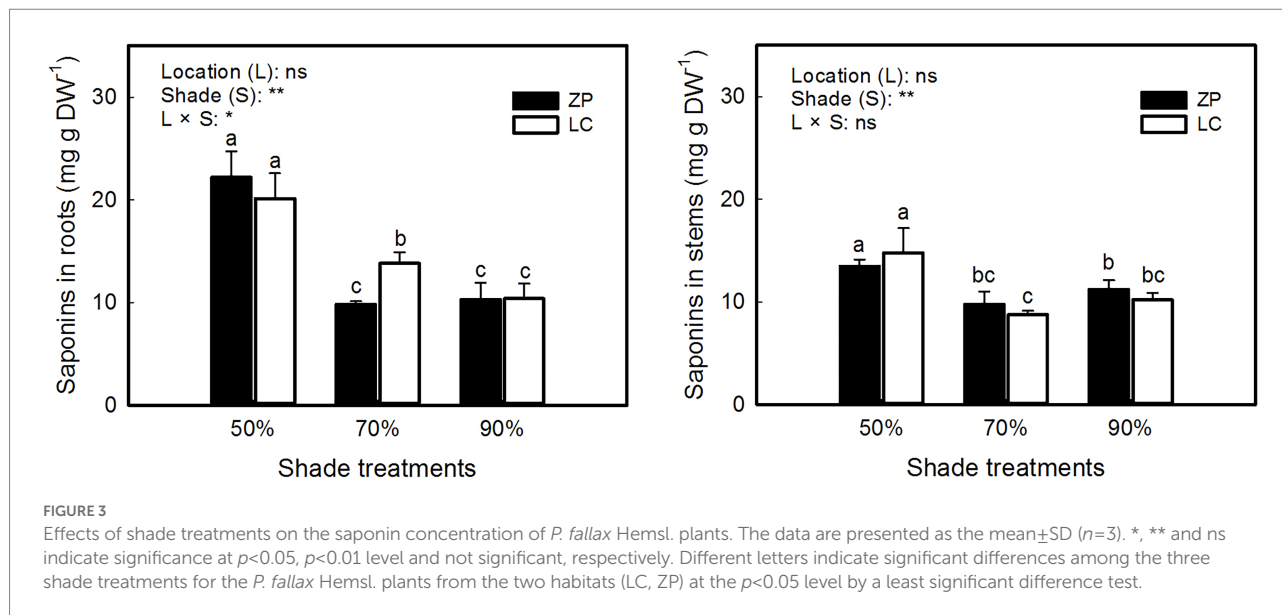 Saponins in roots (mg g DW⁻¹)
30
20
10
0
Location (L): ns
Shade (S): **
L × S: *
ZP
LC
a
a
c
b
c
c
50%
70%
90%
Shade treatments
Saponins in stems (mg g DW⁻¹)
30
20
10
0
Location (L): ns
Shade (S): **
L × S: ns
ZP
LC
a
a
bc
c
b
bc
50%
70%
90%
Shade treatments
FIGURE 3
Effects of shade treatments on the saponin concentration of P. fallax Hemsl. plants. The data are presented as the mean±SD (n=3). *, ** and ns
indicate significance at p<0.05, p<0.01 level and not significant, respectively. Different letters indicate significant differences among the three
shade treatments for the P. fallax Hemsl. plants from the two habitats (LC, ZP) at the p<0.05 level by a least significant difference test.